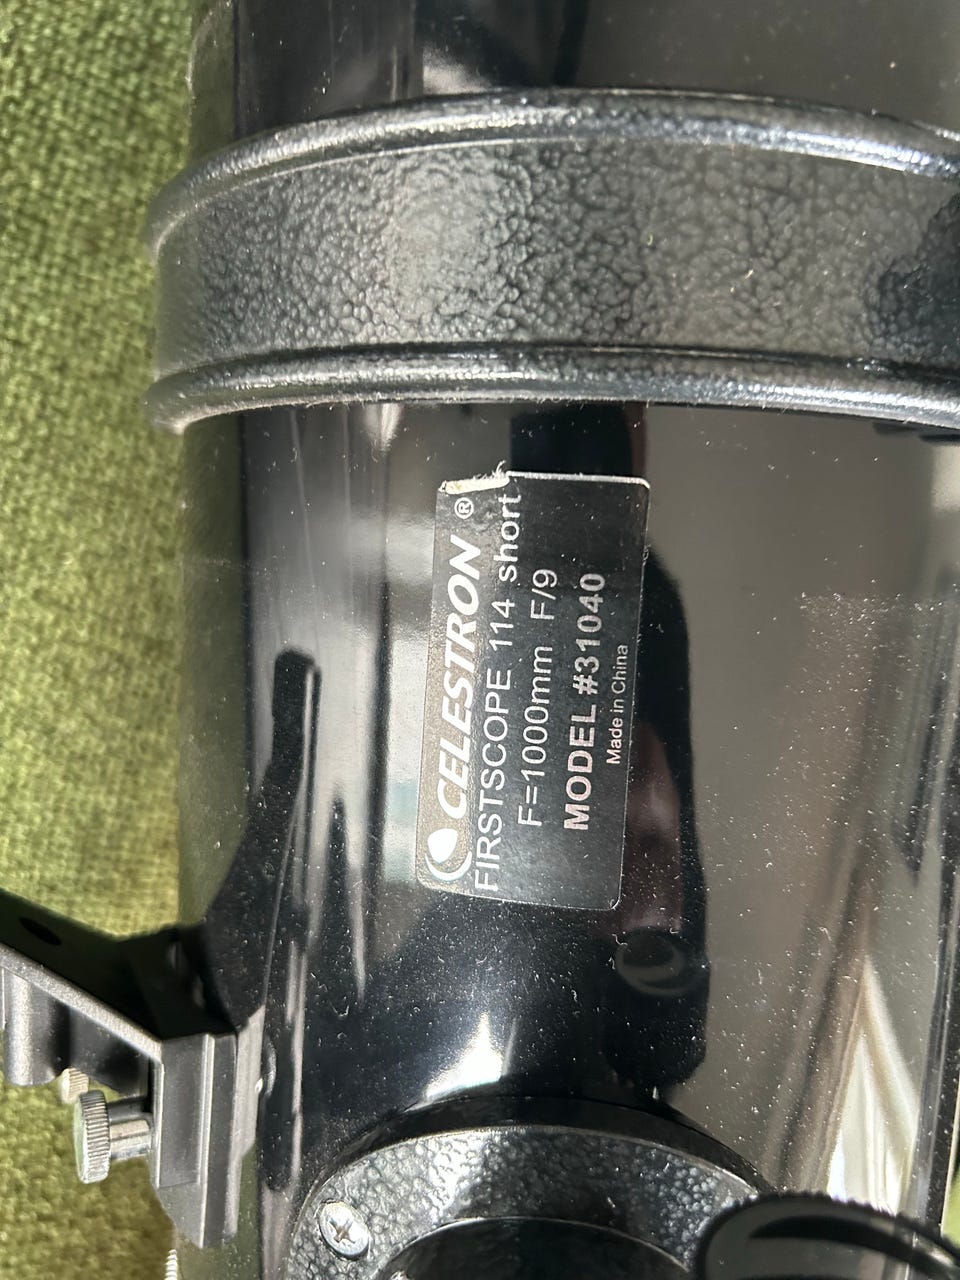 CELESTRON®
FIRSTSCOPE 114 short
F=1000mm F/9
MODEL #31040
Made in China